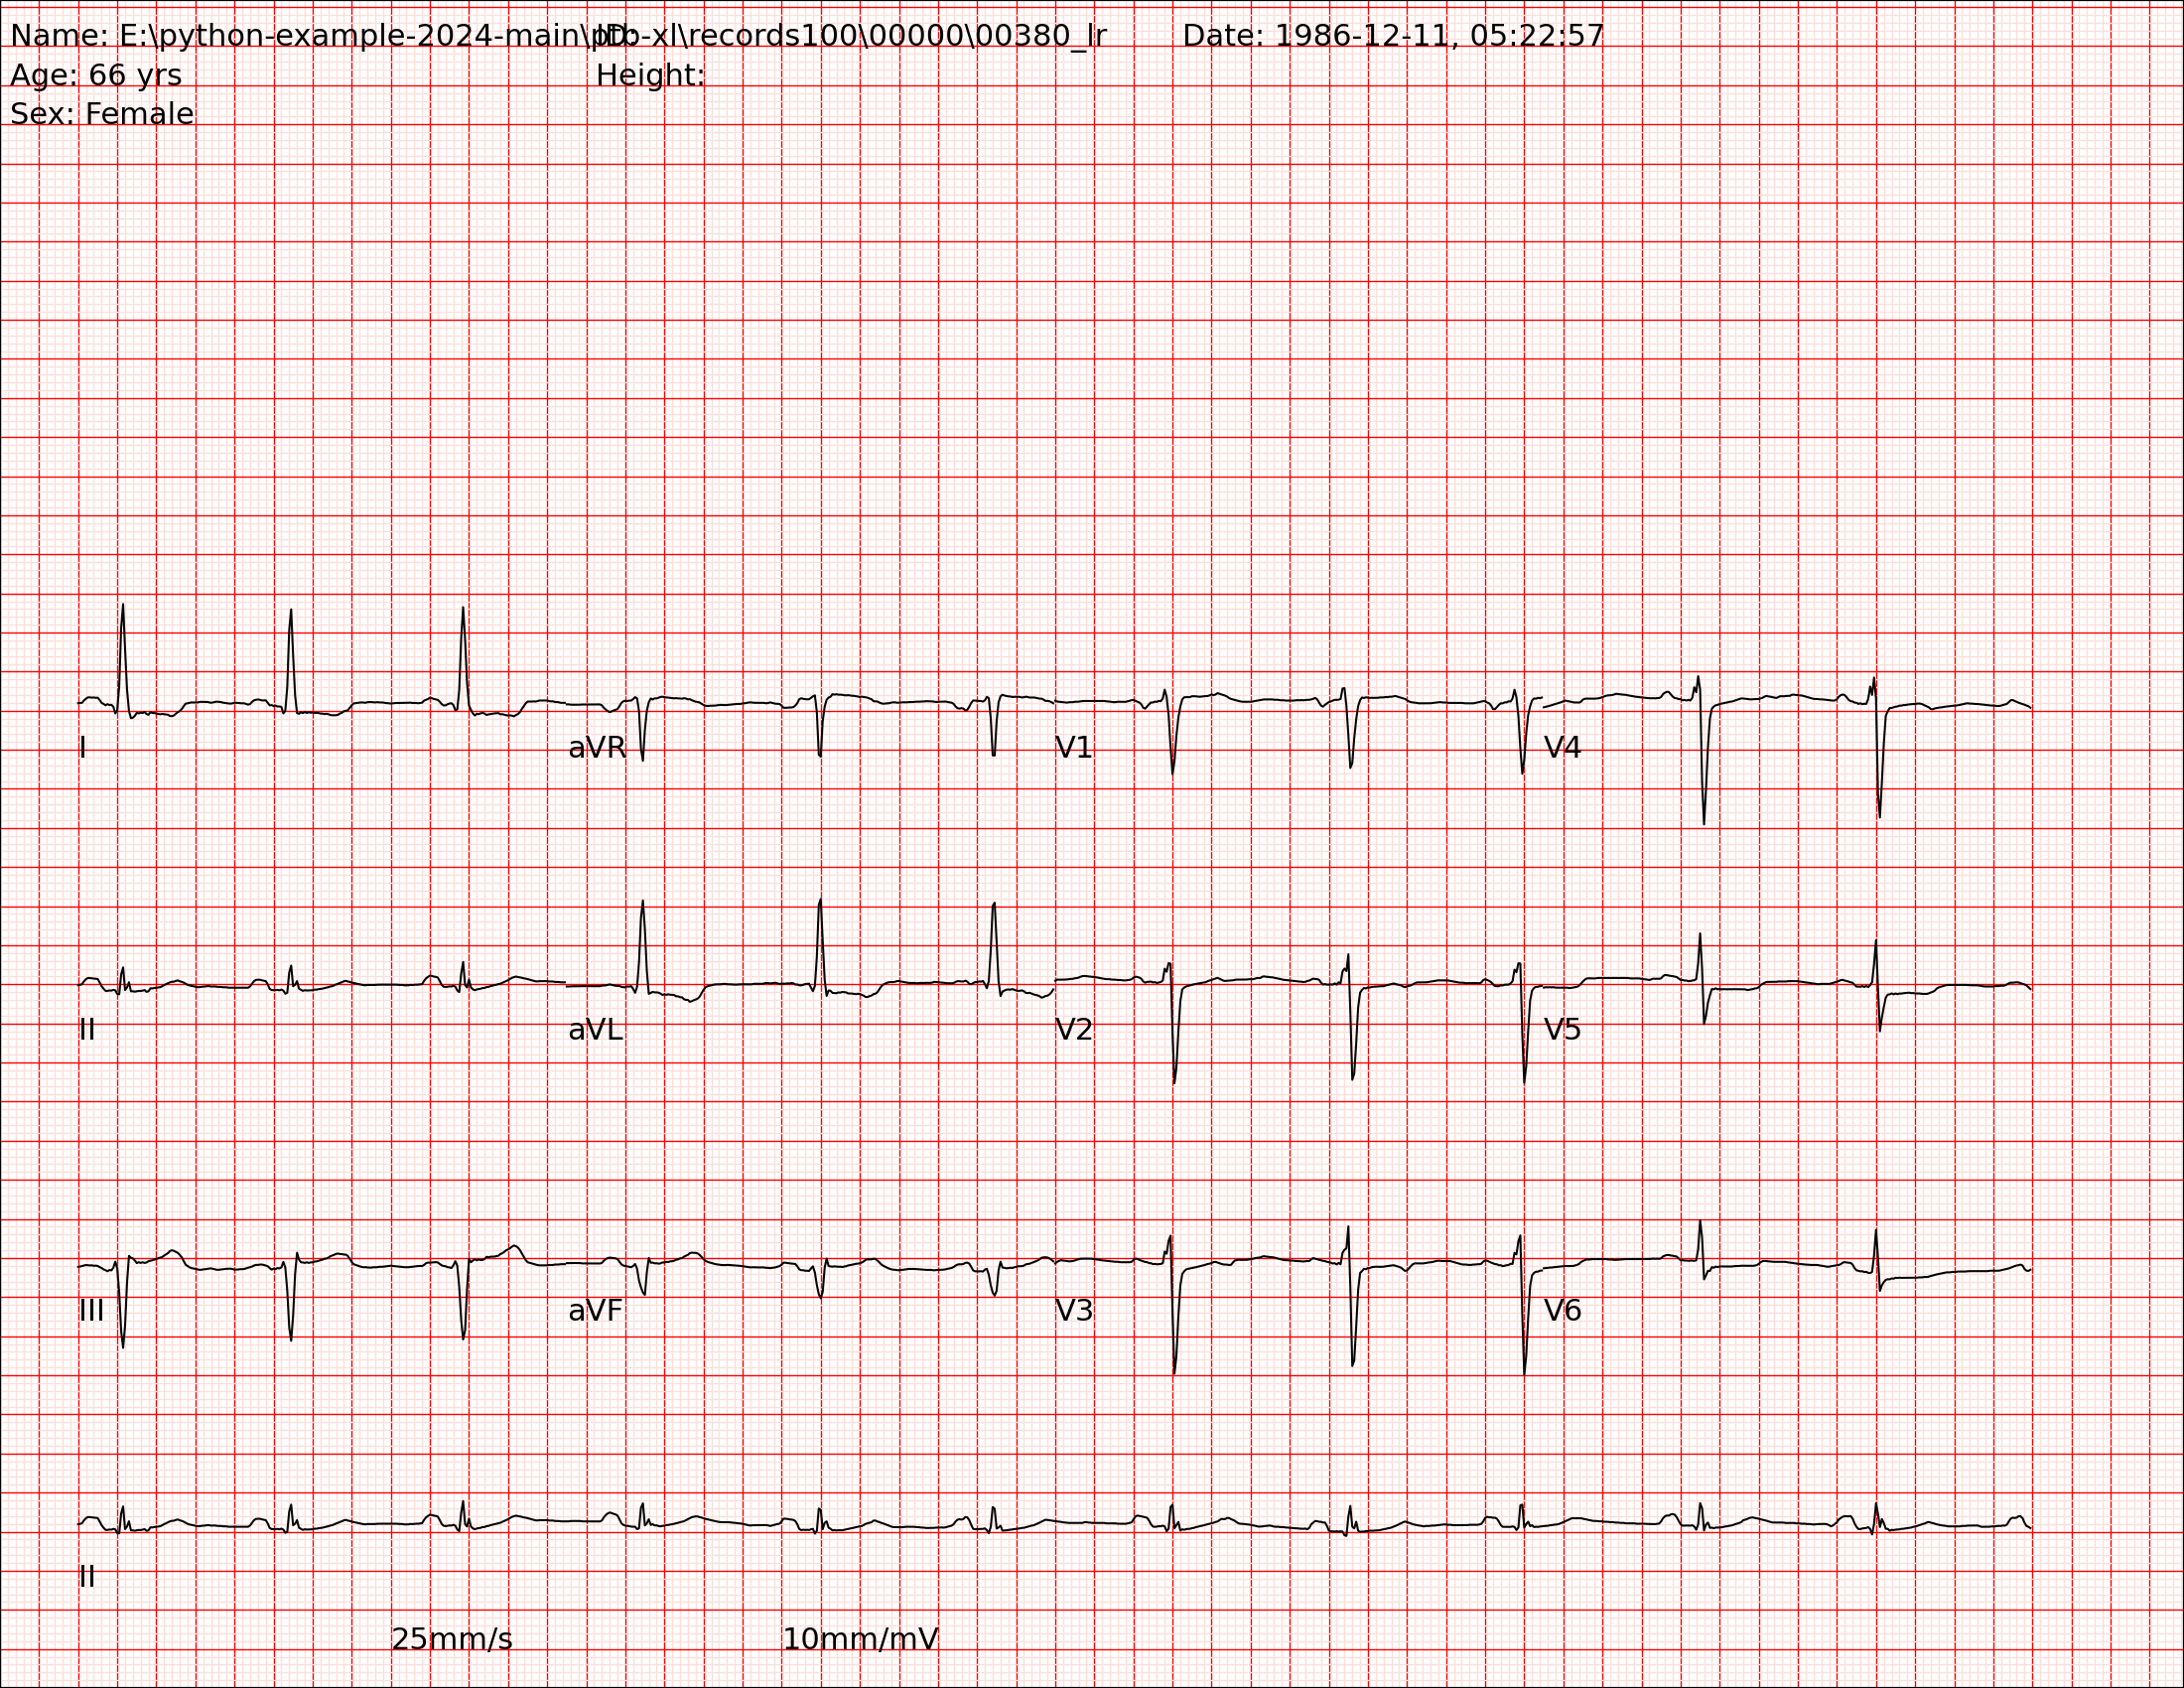 Name: E:\python-example-2024-main\ptb-xl\records100\00000\00380_lr ID: Date: 1986-12-11, 05:22:57
Age: 66 yrs Height:
Sex: Female
I aVR V1 V4
II aVL V2 V5
III aVF V3 V6
II
25mm/s 10mm/mV